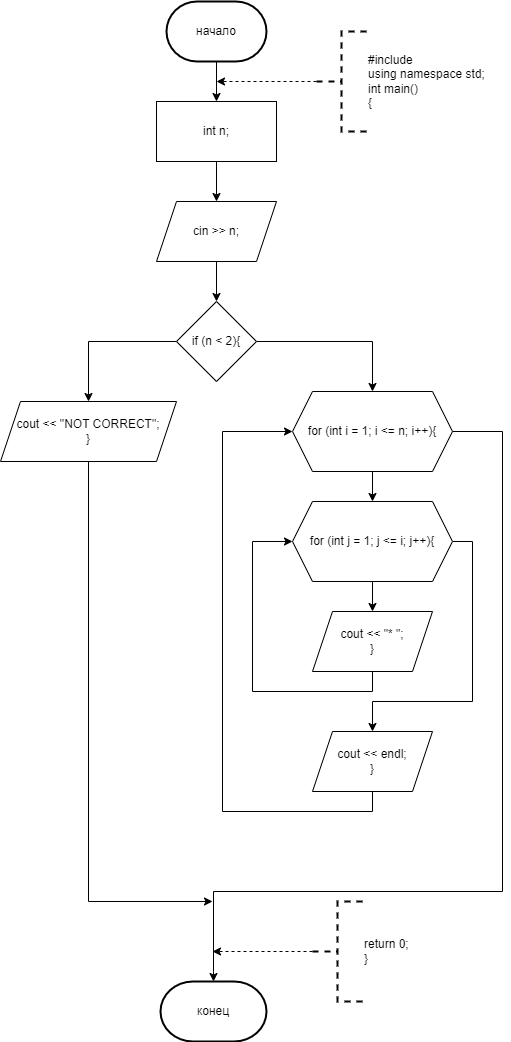 начало
#include
using namespace std;
int main()
{
int n;
cin >> n;
if (n < 2){
cout << "NOT CORRECT";
}
for (int i = 1; i <= n; i++){
for (int j = 1; j <= i; j++){
cout << "* ";
}
cout << endl;
}
return 0;
}
конец